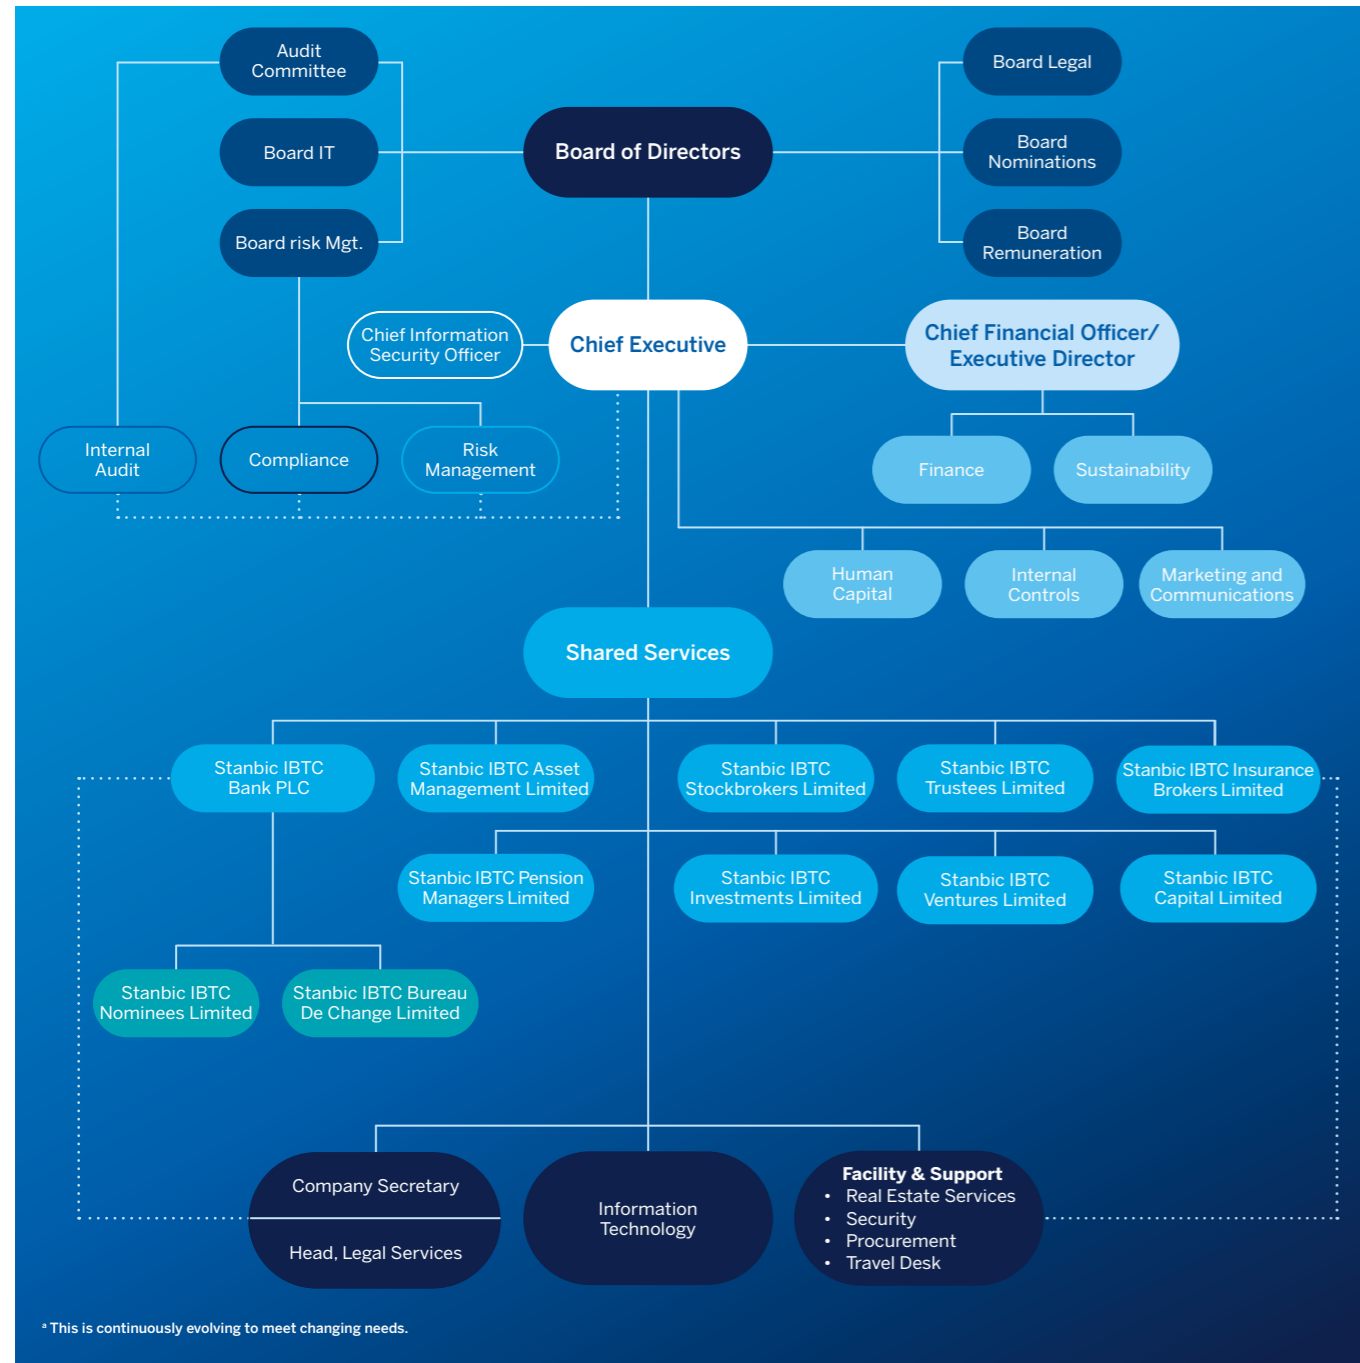 Audit
Committee
Board Legal
Board IT
Board of Directors
Board
Nominations
Board risk Mgt.
Board
Remuneration
Chief Information
Security Officer
Chief Executive
Chief Financial Officer/
Executive Director
Internal
Audit
Compliance
Risk
Management
Finance
Sustainability
Human
Capital
Internal
Controls
Marketing and
Communications
Shared Services
Stanbic IBTC
Bank PLC
Stanbic IBTC Asset
Management Limited
Stanbic IBTC
Stockbrokers Limited
Stanbic IBTC
Trustees Limited
Stanbic IBTC Insurance
Brokers Limited
Stanbic IBTC Pension
Managers Limited
Stanbic IBTC
Investments Limited
Stanbic IBTC
Ventures Limited
Stanbic IBTC
Capital Limited
Stanbic IBTC
Nominees Limited
Stanbic IBTC Bureau
De Change Limited
Company Secretary
Head, Legal Services
Information
Technology
Facility & Support
• Real Estate Services
• Security
• Procurement
• Travel Desk
ª This is continuously evolving to meet changing needs.